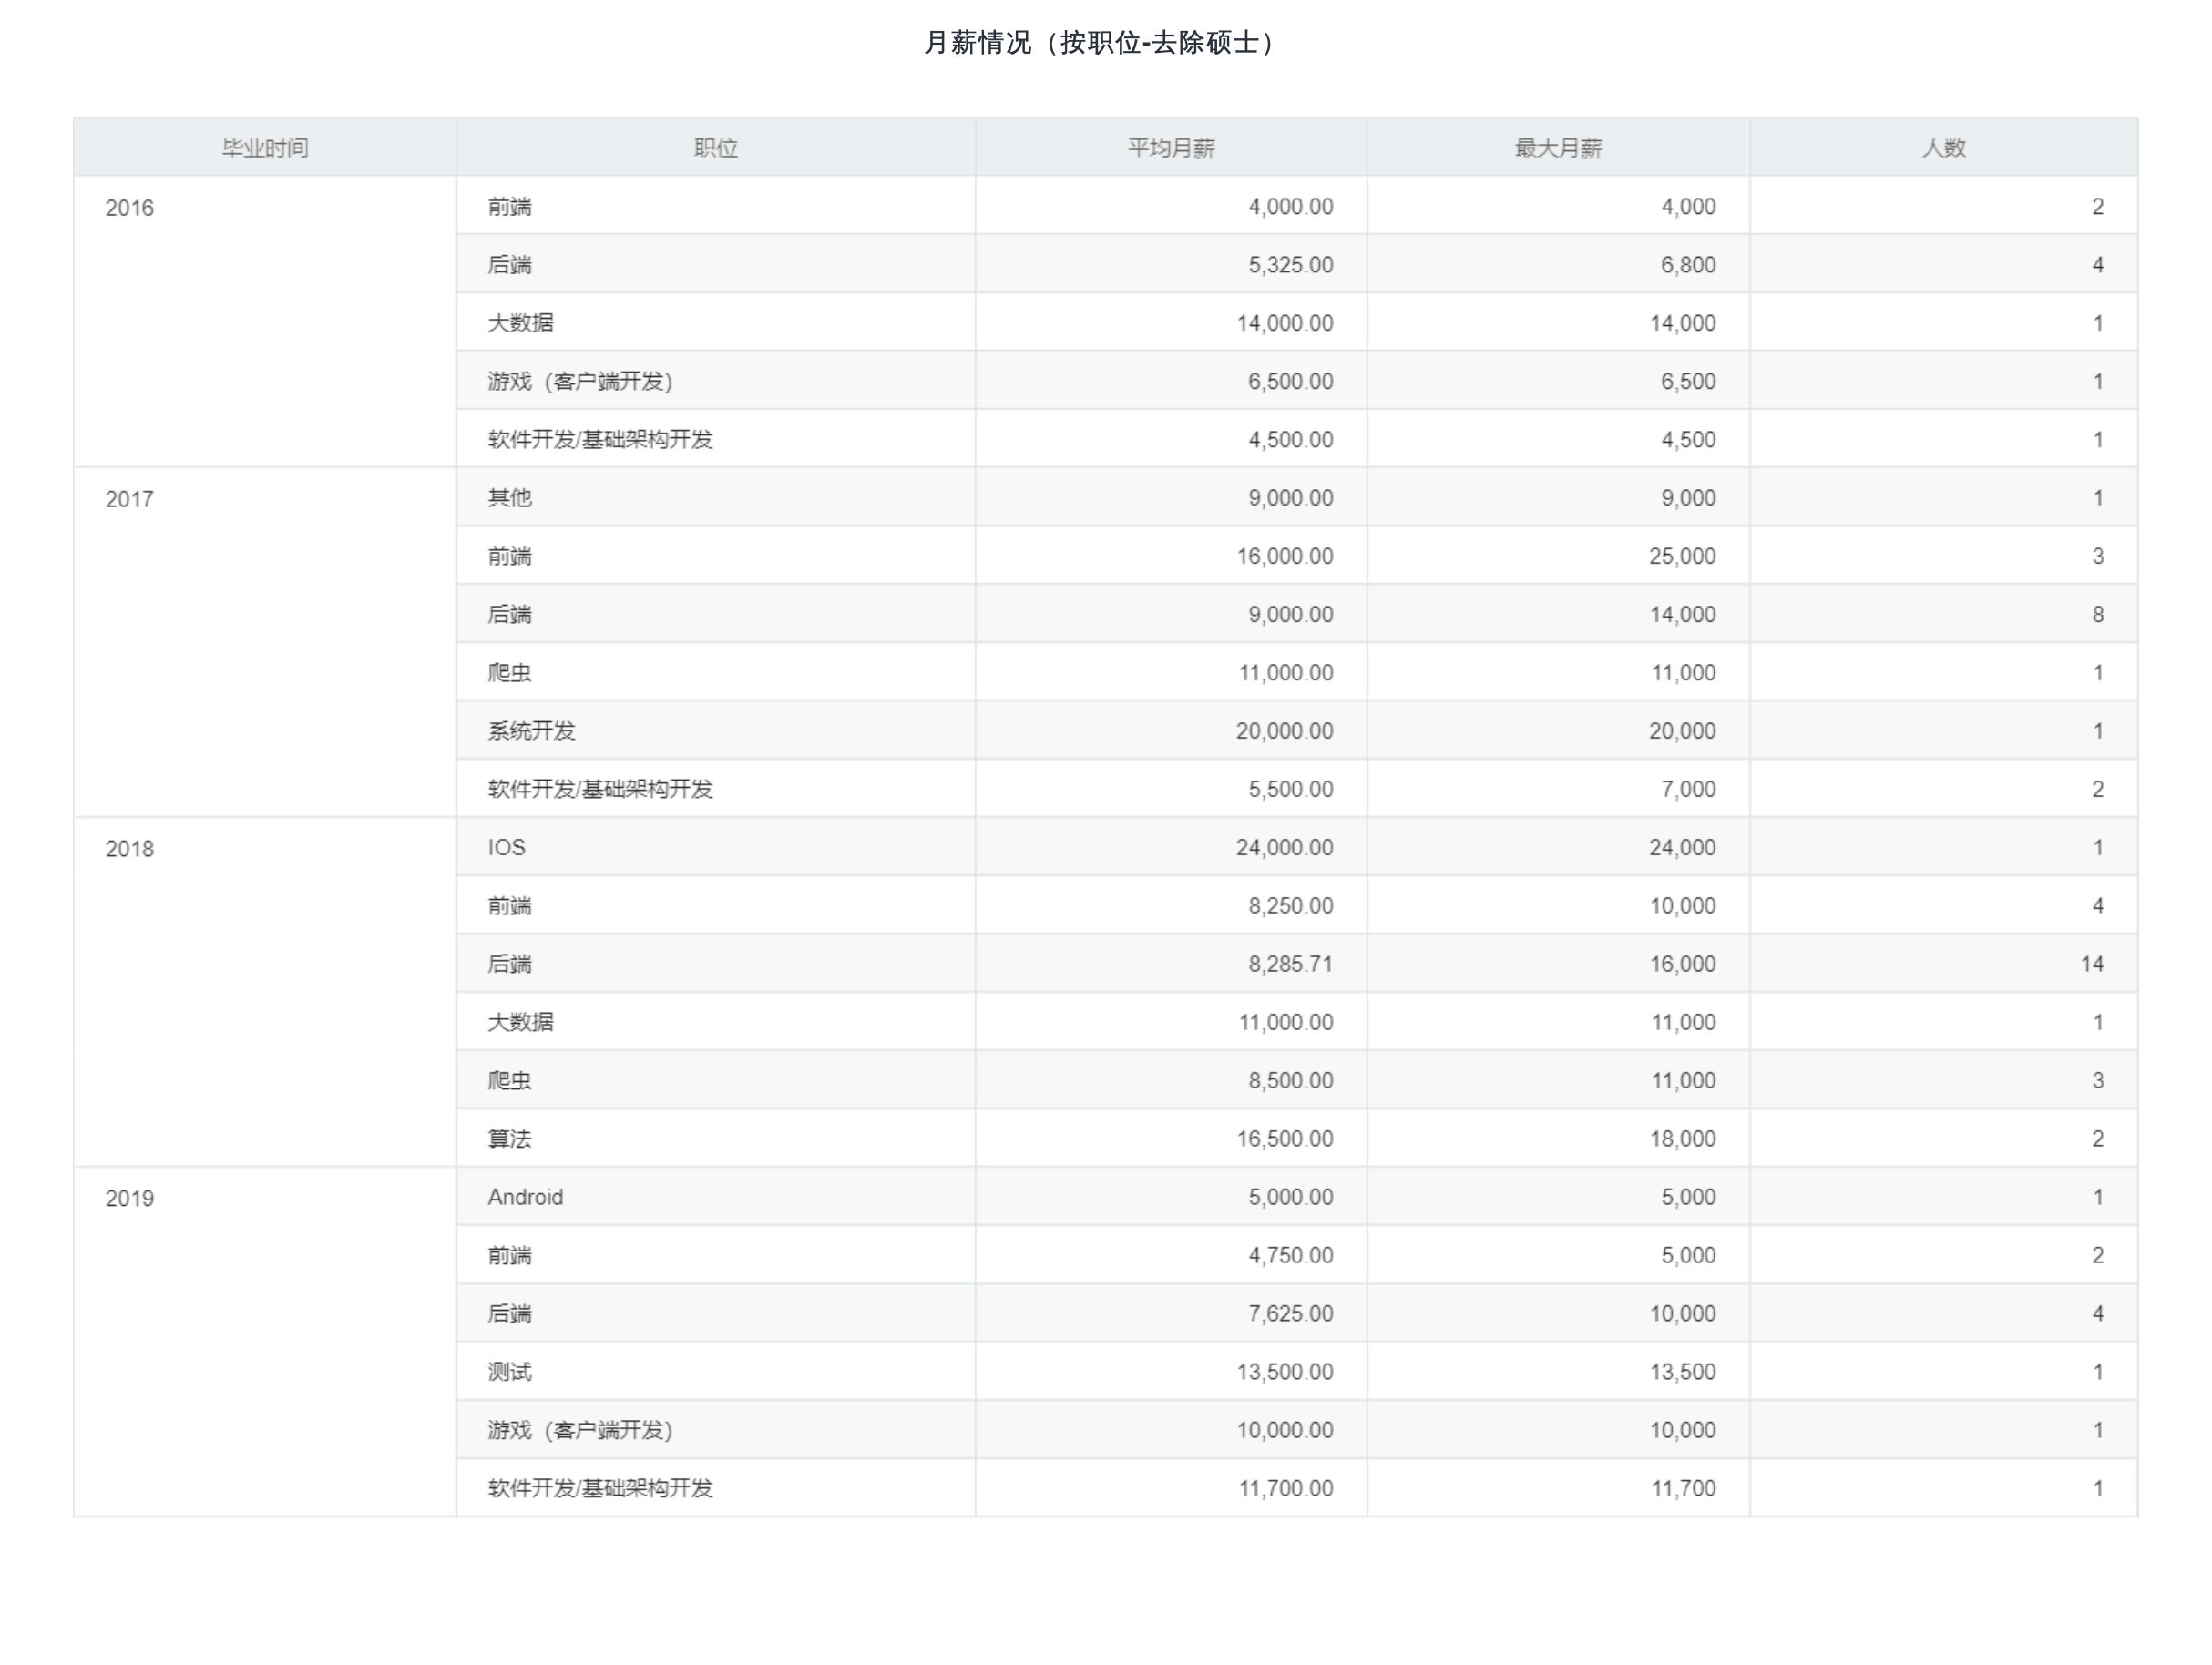 月薪情况（按职位-去除硕士）
毕业时间 职位 平均月薪 最大月薪 人数
2016 前端 4,000.00 4,000 2
后端 5,325.00 6,800 4
大数据 14,000.00 14,000 1
游戏（客户端开发） 6,500.00 6,500 1
软件开发/基础架构开发 4,500.00 4,500 1
2017 其他 9,000.00 9,000 1
前端 16,000.00 25,000 3
后端 9,000.00 14,000 8
爬虫 11,000.00 11,000 1
系统开发 20,000.00 20,000 1
软件开发/基础架构开发 5,500.00 7,000 2
2018 IOS 24,000.00 24,000 1
前端 8,250.00 10,000 4
后端 8,285.71 16,000 14
大数据 11,000.00 11,000 1
爬虫 8,500.00 11,000 3
算法 16,500.00 18,000 2
2019 Android 5,000.00 5,000 1
前端 4,750.00 5,000 2
后端 7,625.00 10,000 4
测试 13,500.00 13,500 1
游戏（客户端开发） 10,000.00 10,000 1
软件开发/基础架构开发 11,700.00 11,700 1